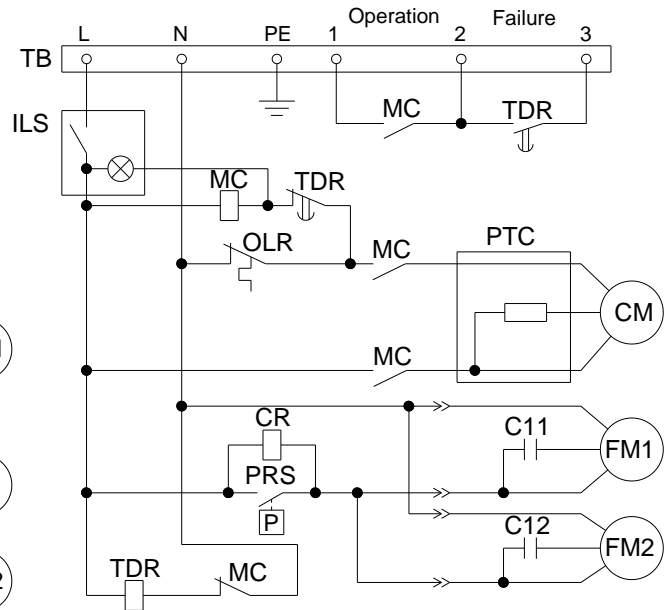 Operation Failure
L N PE 1 2 3
TB
MC TDR
ILS
MC TDR
OLR
MC PTC
CM
MC
CR C11
FM1
PRS
P
C12
FM2
TDR MC
2